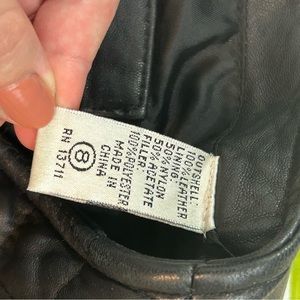 OUTSHELL:
100% LEATHER
LINING:
50% NYLON
50% ACETATE
FILLER:
100% POLYESTER
MADE IN
CHINA
8
RN 13711